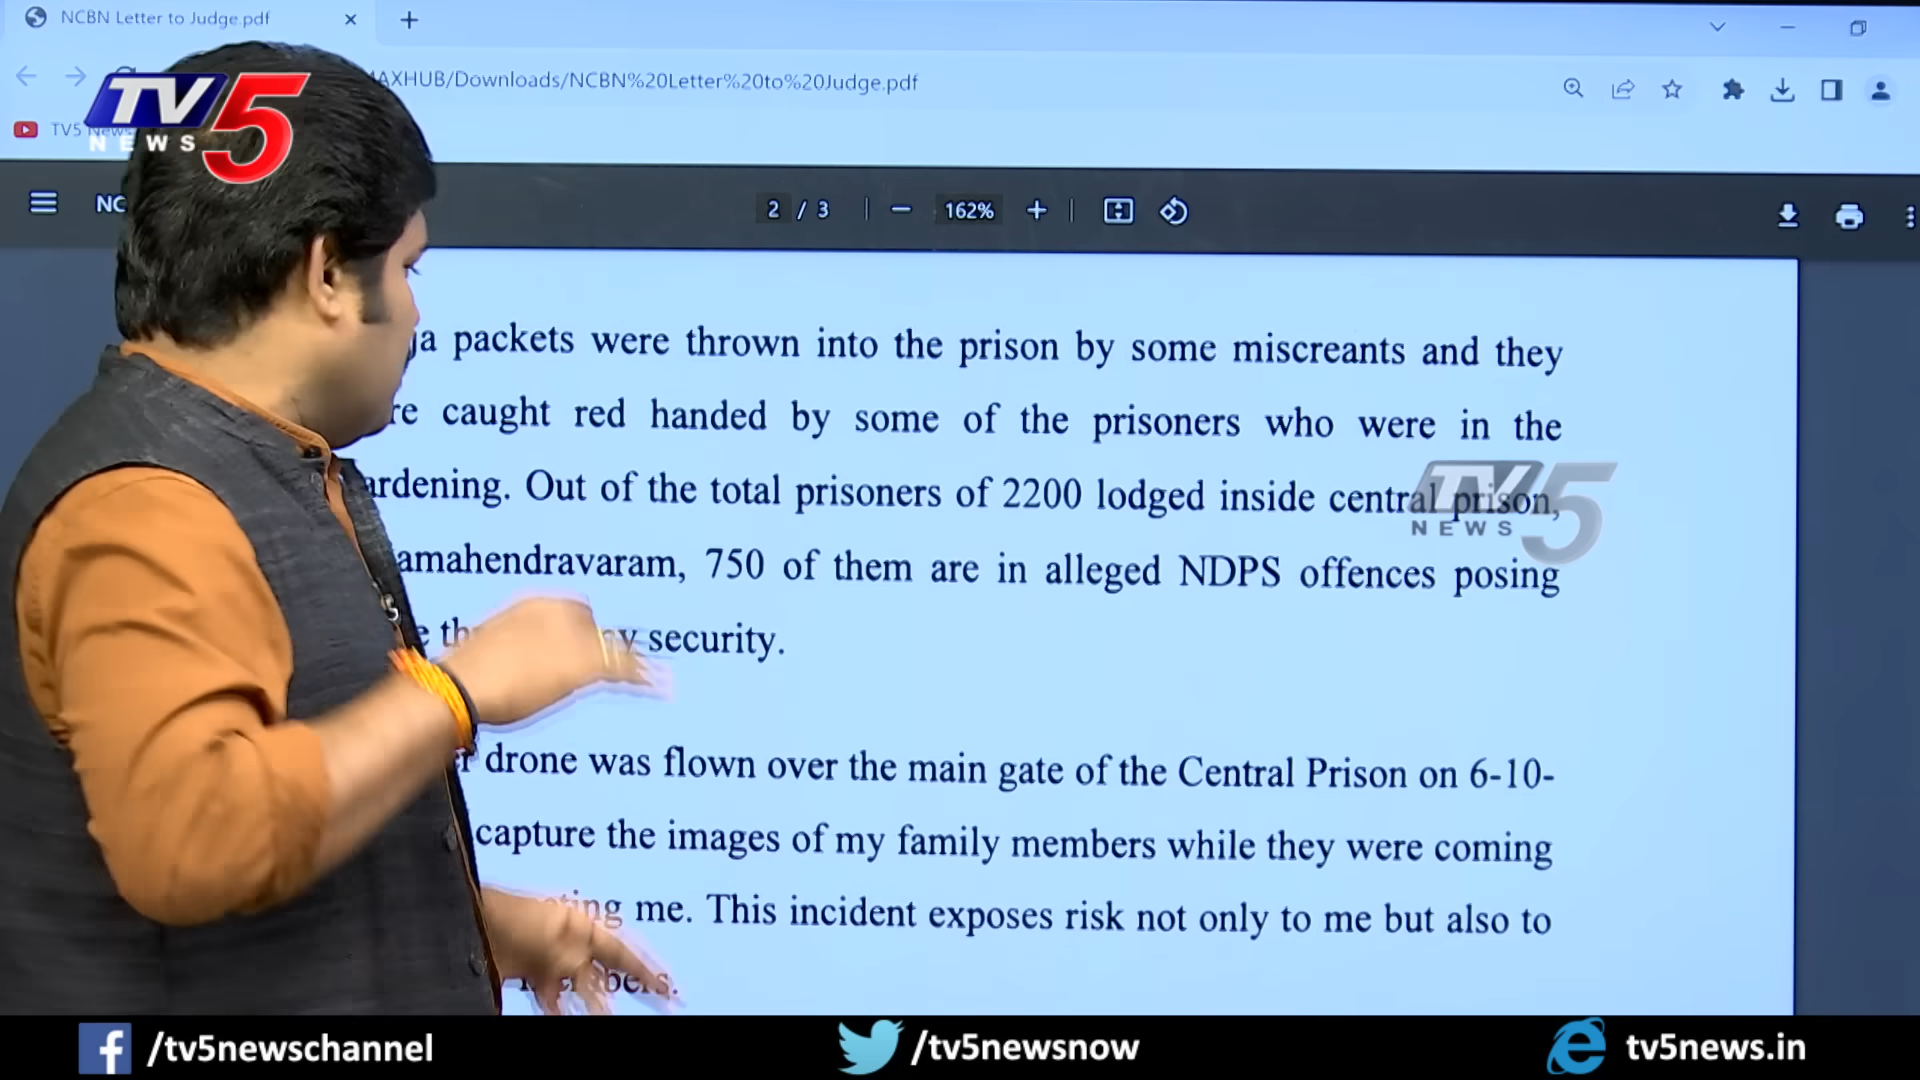 NCBN Letter to Judge.pdf
AXHUB/Downloads/NCBN%20Letter%20to%20Judge.pdf
TV5 News
TV5
NEWS
NC
2 / 3
162%
packets were thrown into the prison by some miscreants and they
caught red handed by some of the prisoners who were in the
ardening. Out of the total prisoners of 2200 lodged inside central prison,
amahendravaram, 750 of them are in alleged NDPS offences posing
security.
TV5
NEWS
drone was flown over the main gate of the Central Prison on 6-10-
capture the images of my family members while they were coming
me. This incident exposes risk not only to me but also to
/tv5newschannel
/tv5newsnow
tv5news.in